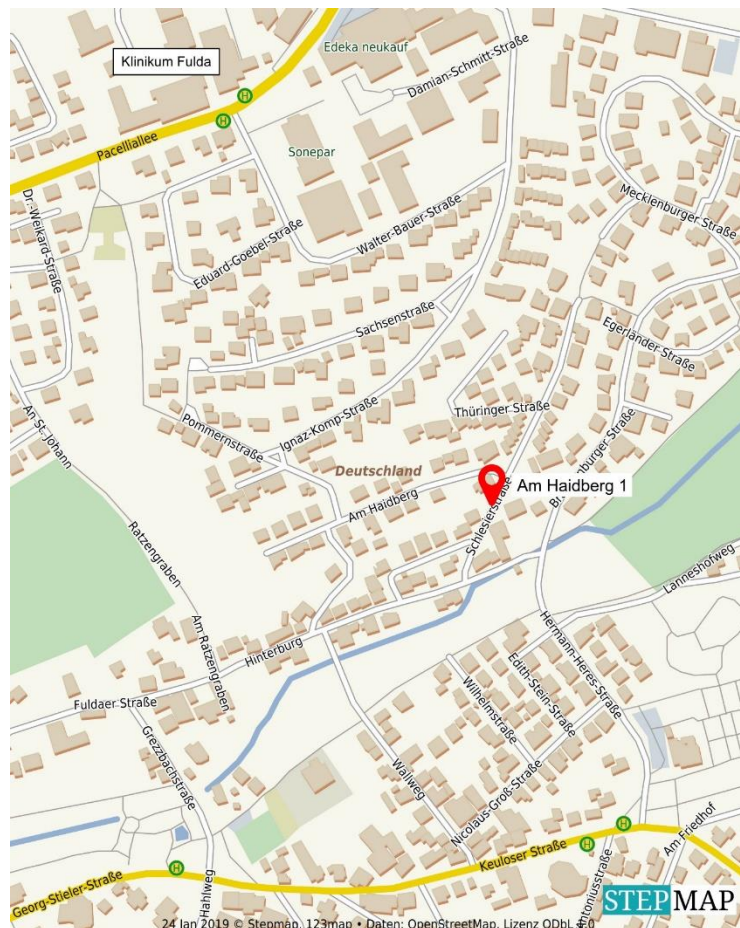 Edeka neukauf
Klinikum Fulda
Damian-Schmitt-Straße
H
H
Pacelliallee
Sonepar
Dr.-Weikard-Straße
Mecklenburger Straße
Walter-Bauer-Straße
Eduard-Goebel-Straße
Sachsenstraße
Egerländer Straße
An St. Johann
Thüringer Straße
Ignaz-Komp-Straße
Pommernstraße
Deutschland
Am Haidberg 1
Am Haidberg
Schlesierstraße
Ratzengraben
Lanneshofweg
Am Ratzengraben
Hinterburg
Hermann-Heres-Straße
Edith-Stein-Straße
Wilhelmstraße
Fuldaer Straße
Grezzbachstraße
Wallweg
Nicolaus-Groß-Straße
H
H
Keuloser Straße
Am Friedhof
H
Georg-Stieler-Straße
Hahlweg
STEPMAP
24 Jan 2019 © Stepmap, 123map • Daten: OpenStreetMap, Lizenz ODbL